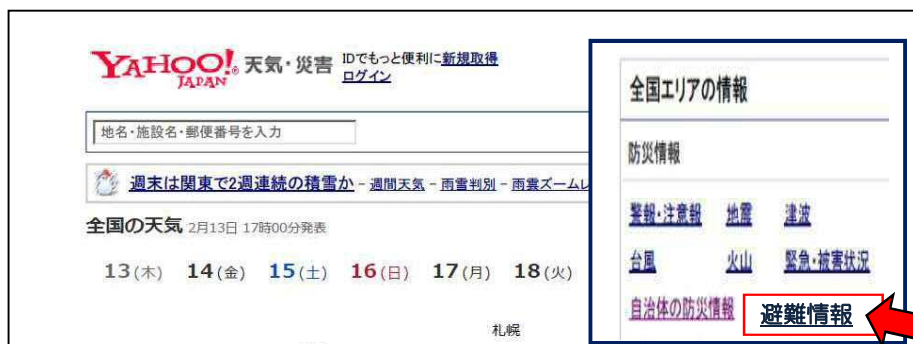 YAHOO! JAPAN 天気・災害 IDでもっと便利に新規取得
ログイン
地名・施設名・郵便番号を入力
週末は関東で2週連続の積雪か - 週間天気 - 雨雪判別 - 雨雲ズームレ
全国の天気 2月13日 17時00分発表
13(木) 14(金) 15(土) 16(日) 17(月) 18(火)
札幌
全国エリアの情報
防災情報
警報・注意報 地震 津波
台風 火山 緊急・被害状況
自治体の防災情報 避難情報